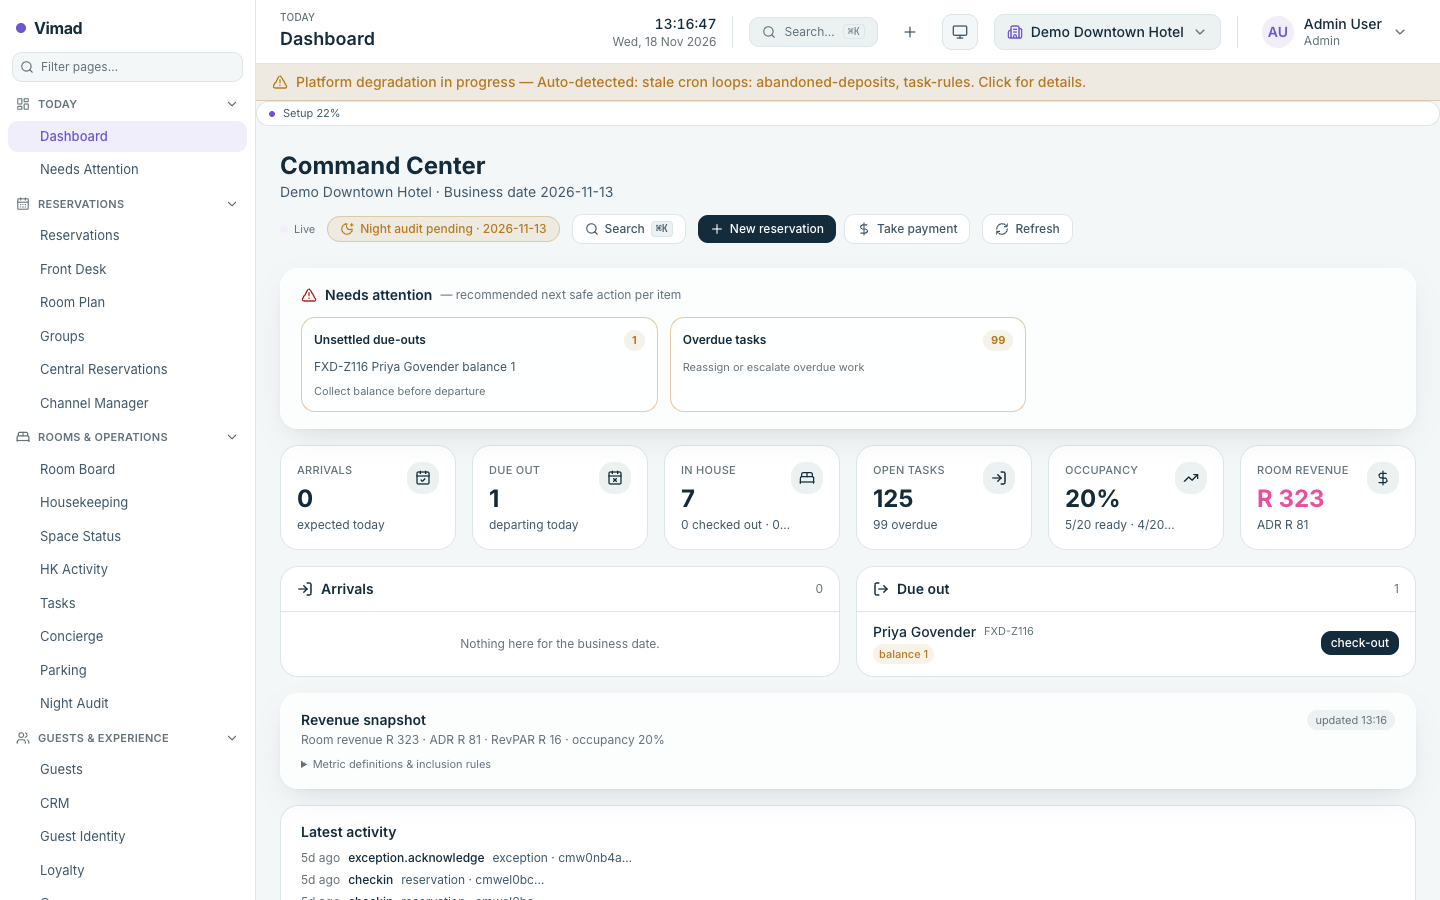 Vimad
Filter pages...
TODAY
Dashboard
Needs Attention
RESERVATIONS
Reservations
Front Desk
Room Plan
Groups
Central Reservations
Channel Manager
ROOMS & OPERATIONS
Room Board
Housekeeping
Space Status
HK Activity
Tasks
Concierge
Parking
Night Audit
GUESTS & EXPERIENCE
Guests
CRM
Guest Identity
Loyalty
TODAY
Dashboard
13:16:47
Wed, 18 Nov 2026
Search... ⌘K
Demo Downtown Hotel
AU
Admin User
Admin
Platform degradation in progress — Auto-detected: stale cron loops: abandoned-deposits, task-rules. Click for details.
Setup 22%
Command Center
Demo Downtown Hotel · Business date 2026-11-13
Live
Night audit pending · 2026-11-13
Search ⌘K
New reservation
Take payment
Refresh
Needs attention — recommended next safe action per item
Unsettled due-outs 1
FXD-Z116 Priya Govender balance 1
Collect balance before departure
Overdue tasks 99
Reassign or escalate overdue work
ARRIVALS
0
expected today
DUE OUT
1
departing today
IN HOUSE
7
0 checked out · 0...
OPEN TASKS
125
99 overdue
OCCUPANCY
20%
5/20 ready · 4/20...
ROOM REVENUE
R 323
ADR R 81
Arrivals 0
Nothing here for the business date.
Due out 1
Priya Govender FXD-Z116
balance 1
check-out
Revenue snapshot
updated 13:16
Room revenue R 323 · ADR R 81 · RevPAR R 16 · occupancy 20%
Metric definitions & inclusion rules
Latest activity
5d ago exception.acknowledge exception · cmw0nb4a...
5d ago checkin reservation · cmwel0bc...